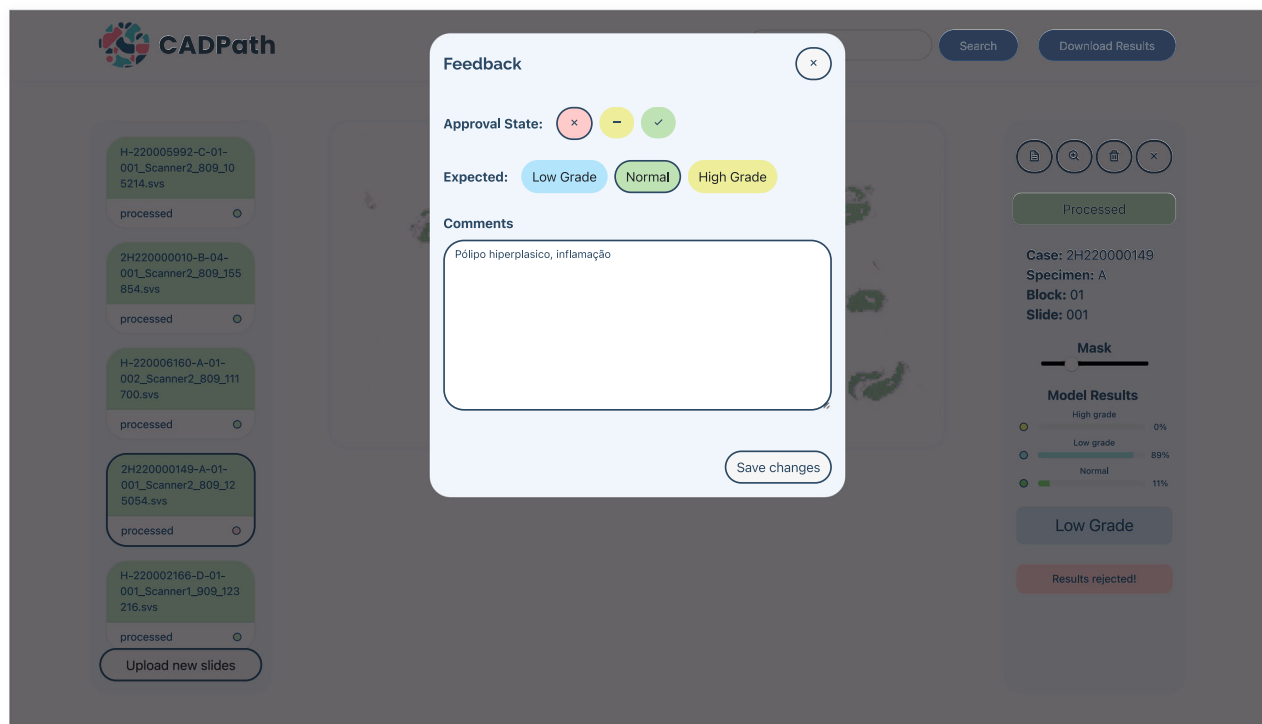 CADPath
Search
Download Results
H-220005992-C-01-
001_Scanner2_809_10
5214.svs
processed
2H220000010-B-04-
001_Scanner2_809_155
854.svs
processed
H-220006160-A-01-
002_Scanner2_809_111
700.svs
processed
2H220000149-A-01-
001_Scanner2_809_12
5054.svs
processed
H-220002166-D-01-
001_Scanner1_909_123
216.svs
processed
Upload new slides
Feedback
Approval State:
Expected: Low Grade Normal High Grade
Comments
Pólipo hiperplasico, inflamação
Save changes
Processed
Case: 2H220000149
Specimen: A
Block: 01
Slide: 001
Mask
Model Results
High grade
0%
Low grade
89%
Normal
11%
Low Grade
Results rejected!